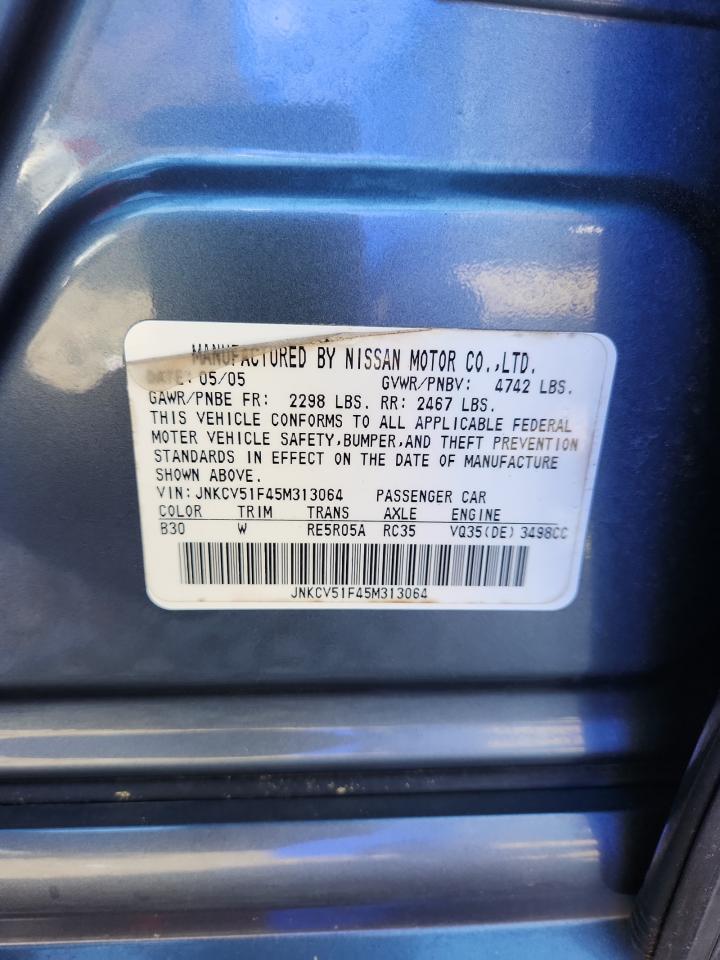 MANUFACTURED BY NISSAN MOTOR CO.,LTD.
DATE: 05/05 GVWR/PNBV: 4742 LBS.
GAWR/PNBE FR: 2298 LBS. RR: 2467 LBS.
THIS VEHICLE CONFORMS TO ALL APPLICABLE FEDERAL
MOTER VEHICLE SAFETY,BUMPER,AND THEFT PREVENTION
STANDARDS IN EFFECT ON THE DATE OF MANUFACTURE
SHOWN ABOVE.
VIN: JNKCV51F45M313064 PASSENGER CAR
COLOR TRIM TRANS AXLE ENGINE
B30 W RE5R05A RC35 VQ35(DE) 3498CC
JNKCV51F45M313064